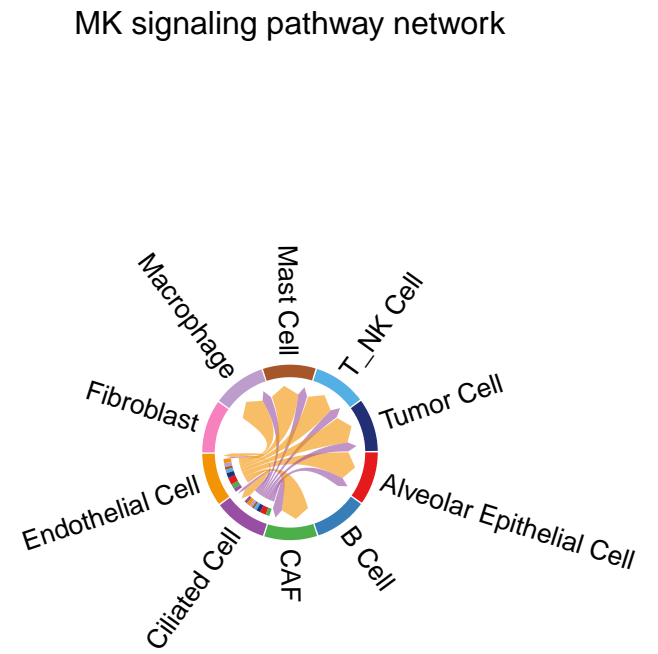 MK signaling pathway network
Mast Cell
T_NK Cell
Macrophage
Tumor Cell
Fibroblast
Alveolar Epithelial Cell
Endothelial Cell
B Cell
CAF
Ciliated Cell